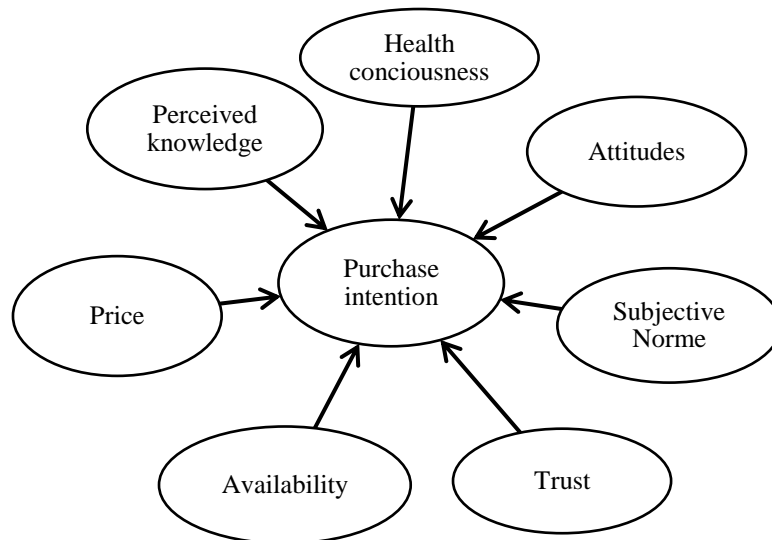 Health
conciousness
Perceived
knowledge
Attitudes
Purchase
intention
Price
Subjective
Norme
Availability
Trust